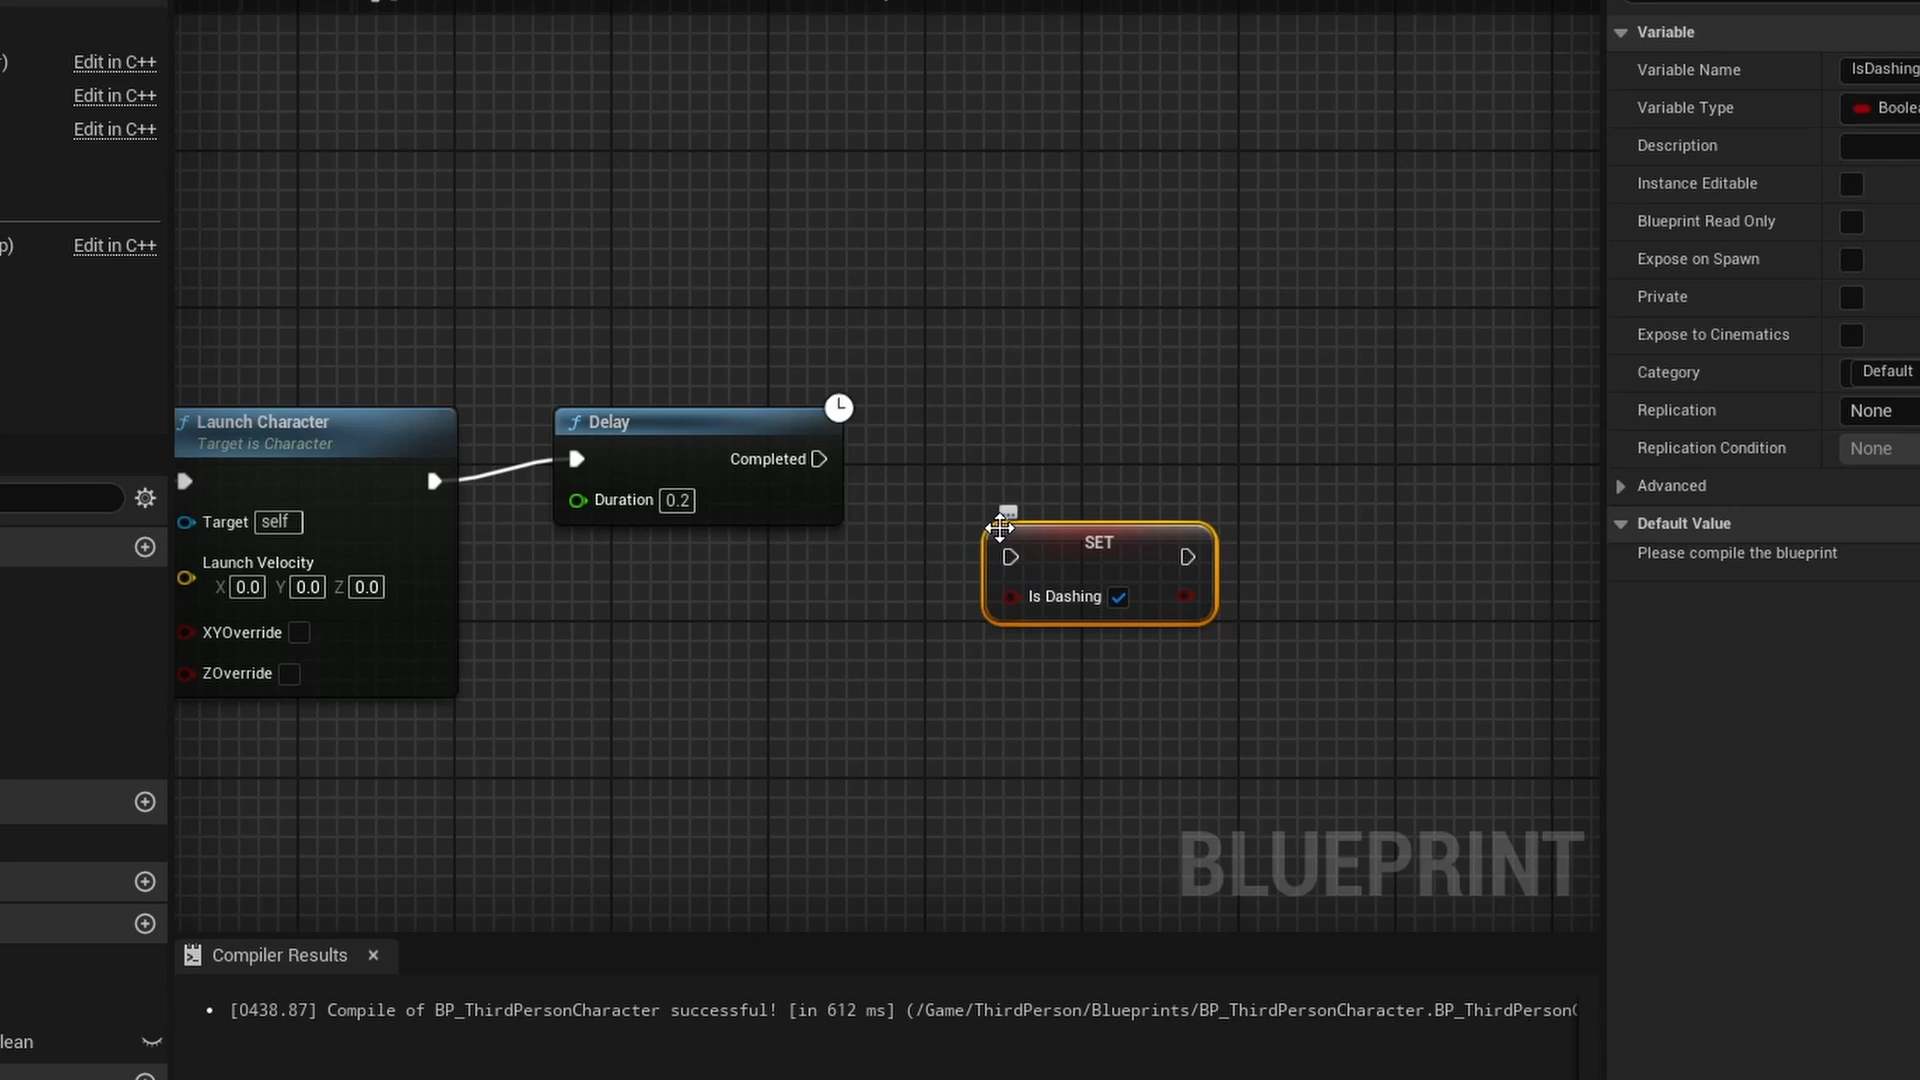 r)
Edit in C++
Edit in C++
Edit in C++
p)
Edit in C++
lean
Launch Character
Target is Character
Target self
Launch Velocity
X 0.0 Y 0.0 Z 0.0
XYOverride
ZOverride
Delay
Completed
Duration 0.2
SET
Is Dashing
BLUEPRINT
Compiler Results
[0438.87] Compile of BP_ThirdPersonCharacter successful! [in 612 ms] (/Game/ThirdPerson/Blueprints/BP_ThirdPersonCharacter.BP_ThirdPersonC
Variable
Variable Name IsDashing
Variable Type Boolea
Description
Instance Editable
Blueprint Read Only
Expose on Spawn
Private
Expose to Cinematics
Category Default
Replication None
Replication Condition None
Advanced
Default Value
Please compile the blueprint